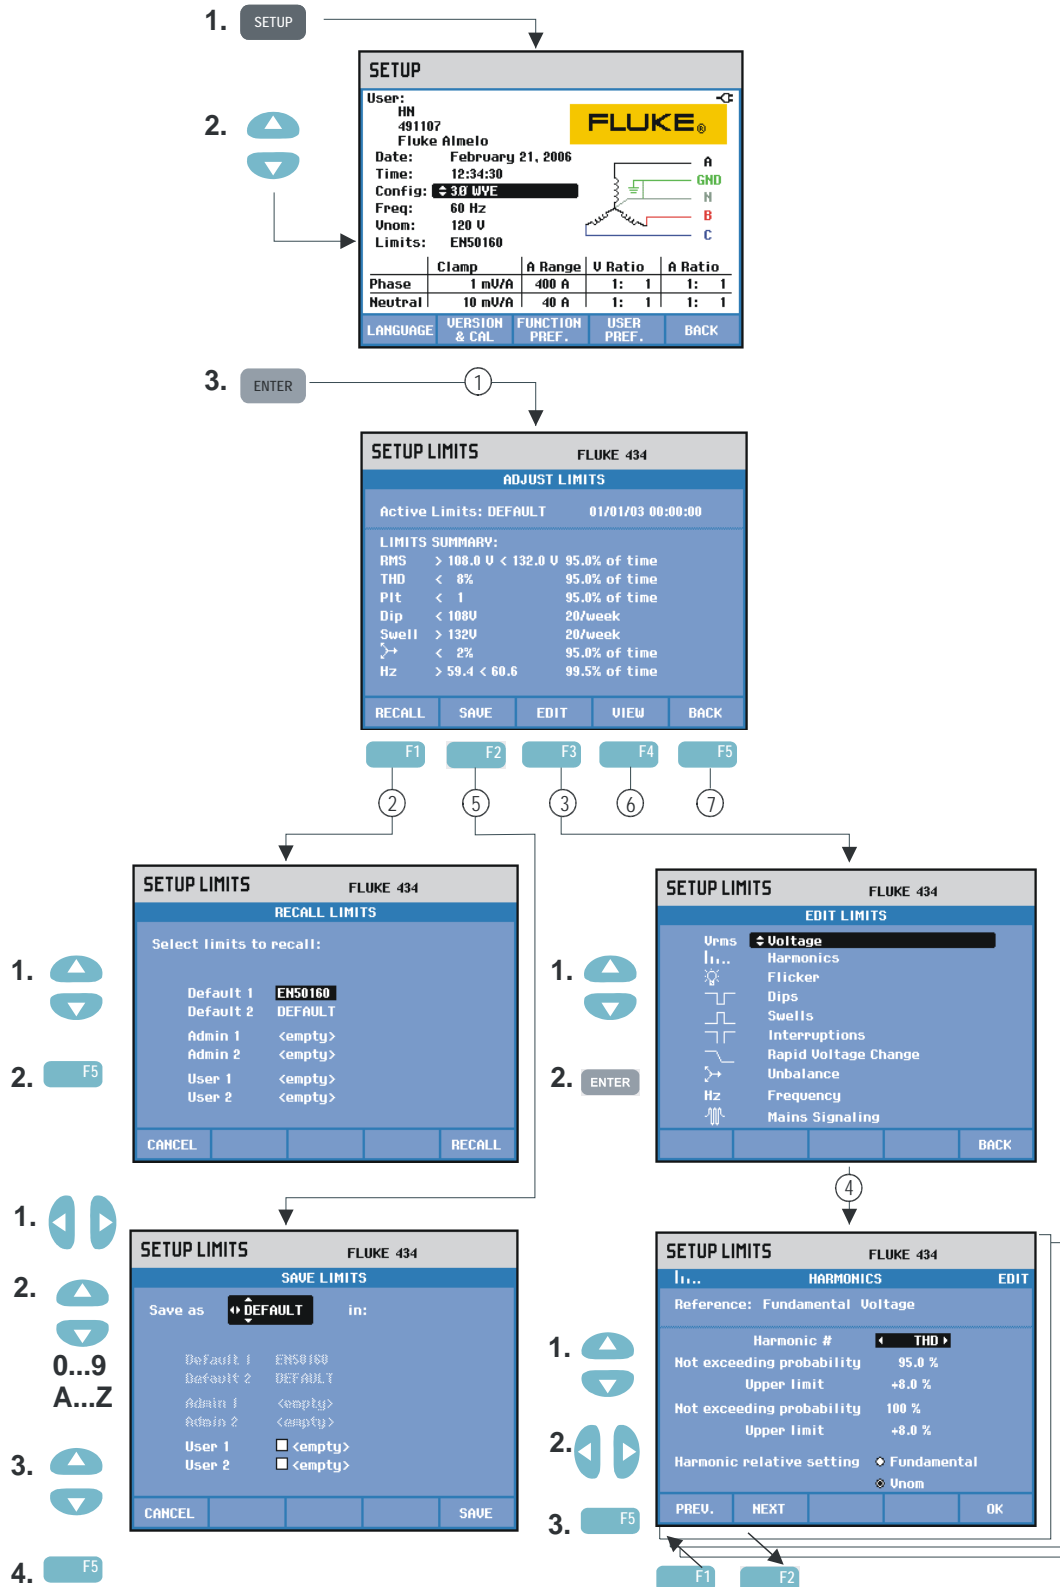 1. SETUP
SETUP
User:
HN
491107
Fluke Almelo
FLUKE®
2.
Date: February 21, 2006
Time: 12:34:30
Config: 3Ø WYE
Freq: 60 Hz
Vnom: 120 V
Limits: EN50160
A
GND
N
B
C
Clamp A Range V Ratio A Ratio
Phase 1 mV/A 400 A 1: 1 1: 1
Neutral 10 mV/A 40 A 1: 1 1: 1
LANGUAGE VERSION & CAL FUNCTION PREF. USER PREF. BACK
3. ENTER 1
SETUP LIMITS FLUKE 434
ADJUST LIMITS
Active Limits: DEFAULT 01/01/03 00:00:00
LIMITS SUMMARY:
RMS > 108.0 V < 132.0 V 95.0% of time
THD < 8% 95.0% of time
Plt < 1 95.0% of time
Dip < 108V 20/week
Swell > 132V 20/week
< 2% 95.0% of time
Hz > 59.4 < 60.6 99.5% of time
RECALL SAVE EDIT VIEW BACK
F1 F2 F3 F4 F5
2 5 3 6 7
SETUP LIMITS FLUKE 434
RECALL LIMITS
Select limits to recall:
1.
Default 1 EN50160
Default 2 DEFAULT
Admin 1 <empty>
Admin 2 <empty>
2. F5
User 1 <empty>
User 2 <empty>
CANCEL RECALL
SETUP LIMITS FLUKE 434
EDIT LIMITS
1.
Vrms Voltage
Harmonics
Flicker
Dips
Swells
Interruptions
Rapid Voltage Change
2. ENTER
Unbalance
Hz Frequency
Mains Signaling
BACK
4
1.
SETUP LIMITS FLUKE 434
SAVE LIMITS
2.
Save as DEFAULT in:
0...9
A...Z
Default 1 EN50160
Default 2 DEFAULT
Admin 1 <empty>
Admin 2 <empty>
3.
User 1 <empty>
User 2 <empty>
CANCEL SAVE
4. F5
SETUP LIMITS FLUKE 434
HARMONICS EDIT
Reference: Fundamental Voltage
1.
Harmonic # THD
Not exceeding probability 95.0 %
Upper limit +8.0 %
Not exceeding probability 100 %
Upper limit +8.0 %
2.
Harmonic relative setting Fundamental
Vnom
PREV. NEXT OK
3. F5
F1 F2